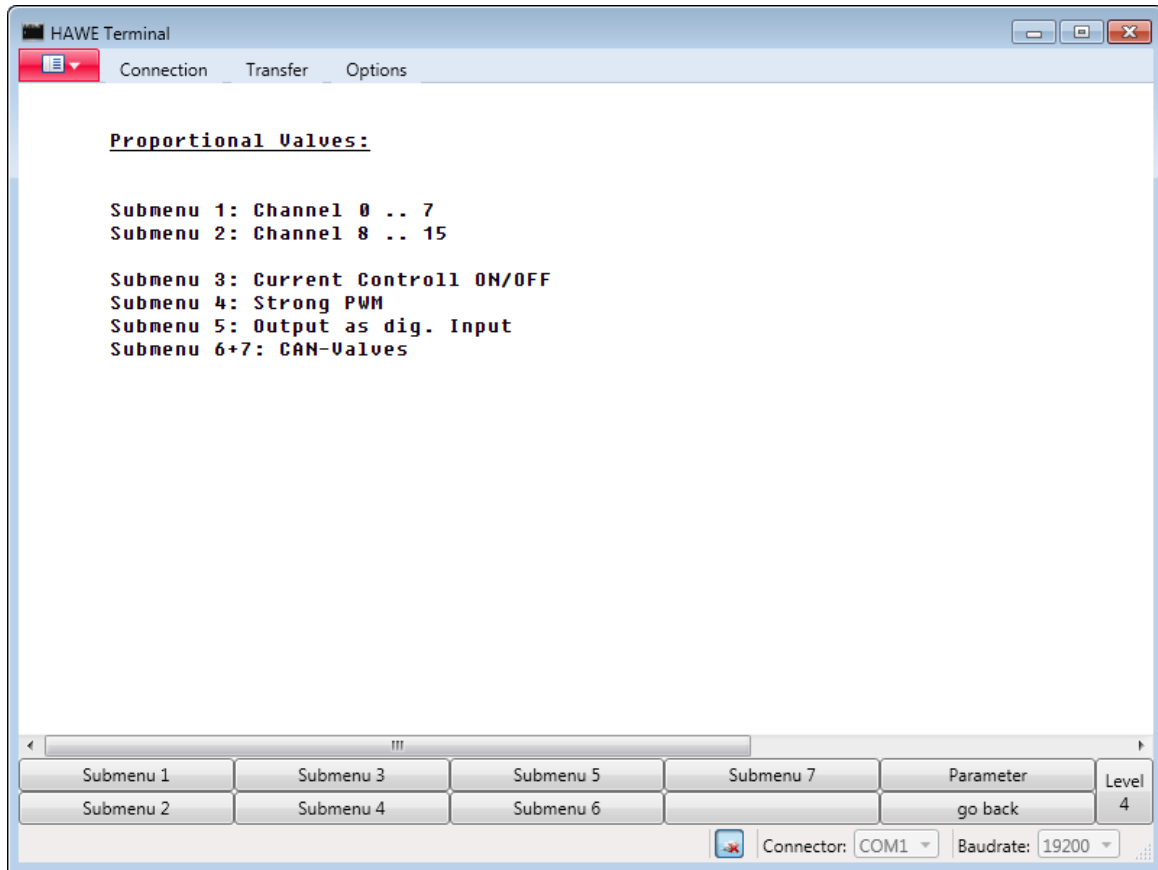 HAWE Terminal
Connection Transfer Options
Proportional Valves:
Submenu 1: Channel 0 .. 7
Submenu 2: Channel 8 .. 15
Submenu 3: Current Controll ON/OFF
Submenu 4: Strong PWM
Submenu 5: Output as dig. Input
Submenu 6+7: CAN-Valves
Submenu 1 Submenu 3 Submenu 5 Submenu 7 Parameter Level
Submenu 2 Submenu 4 Submenu 6 go back 4
Connector: COM1 Baudrate: 19200